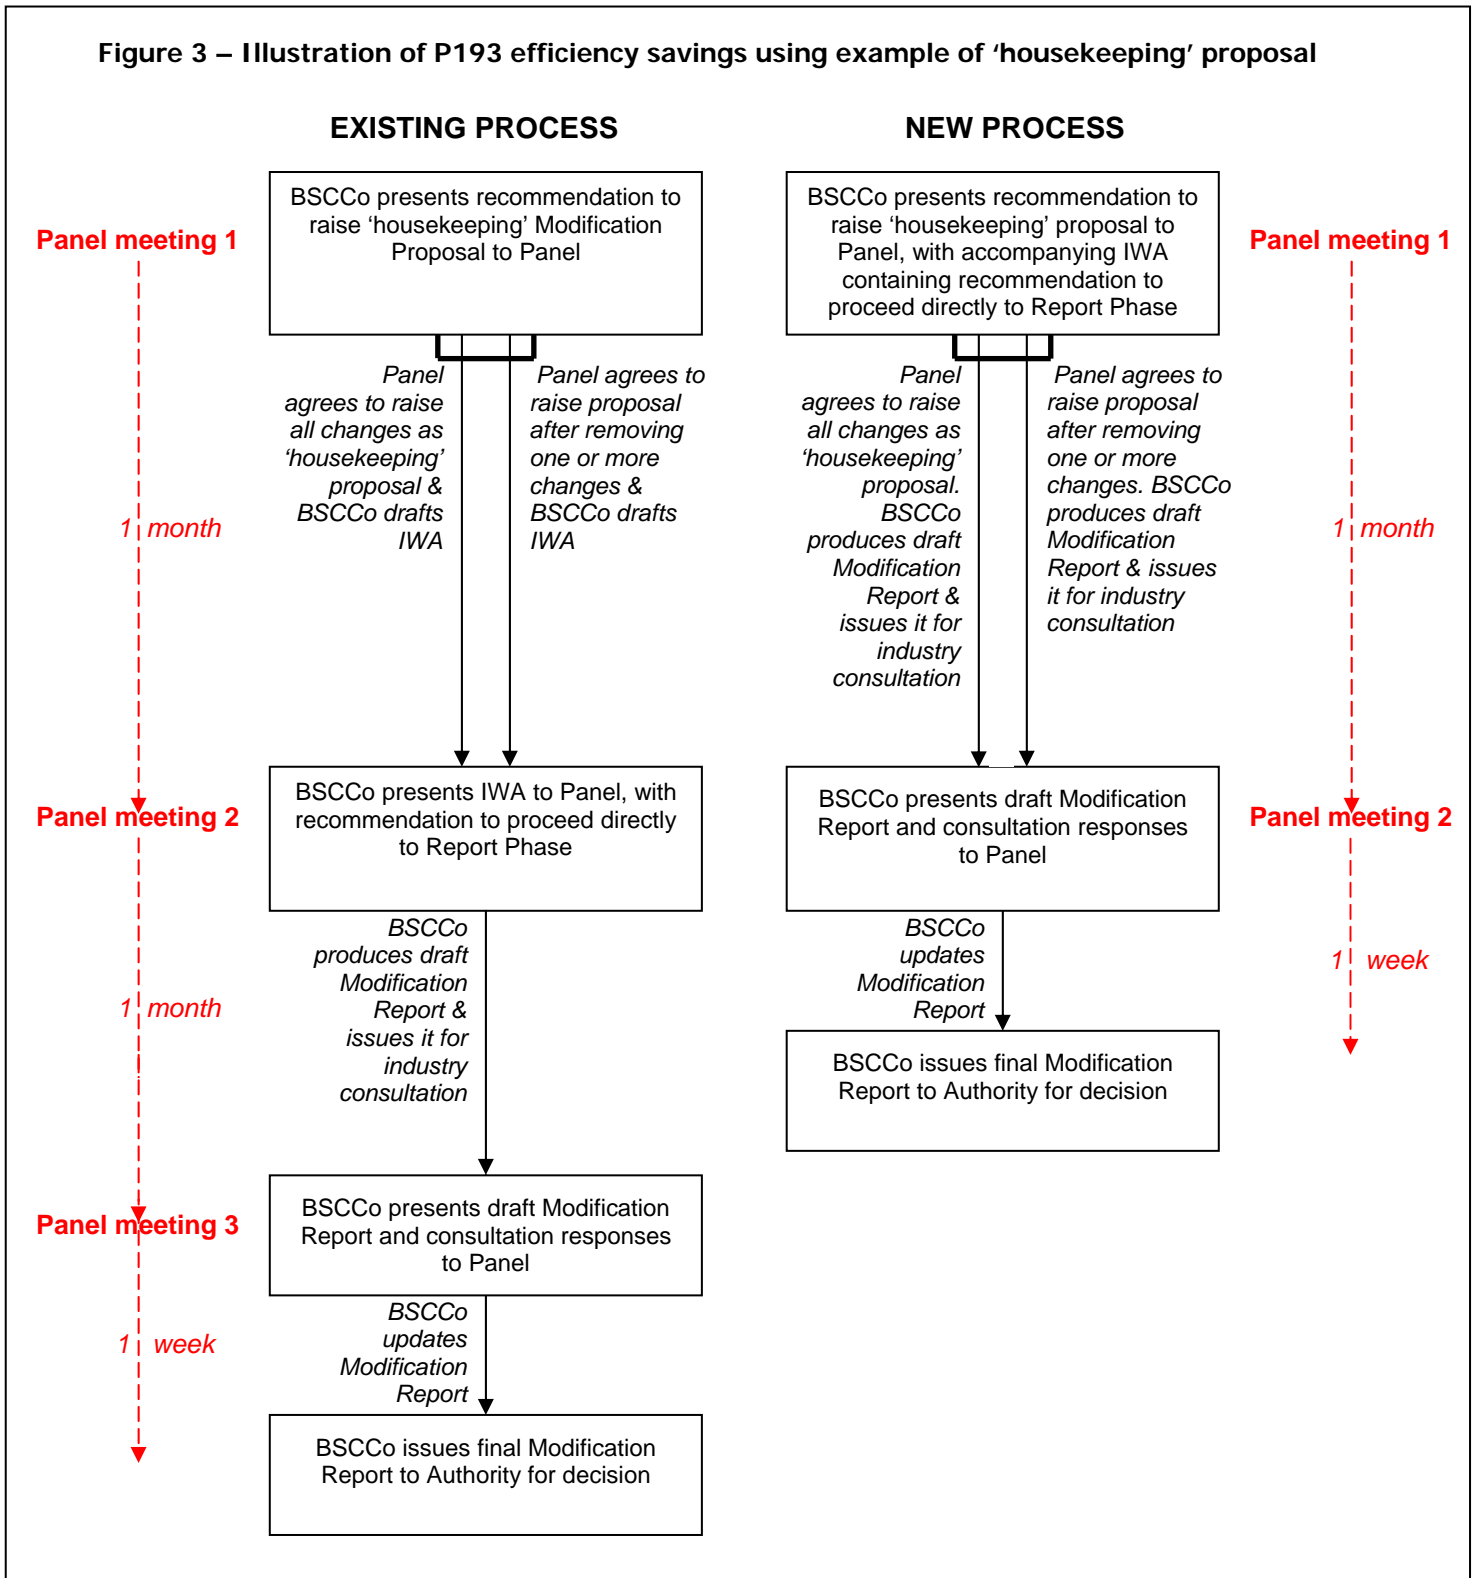 Figure 3 – Illustration of P193 efficiency savings using example of ‘housekeeping’ proposal
EXISTING PROCESS
NEW PROCESS
Panel meeting 1
BSCCo presents recommendation to
raise ‘housekeeping’ Modification
Proposal to Panel
BSCCo presents recommendation to
raise ‘housekeeping’ proposal to
Panel, with accompanying IWA
containing recommendation to
proceed directly to Report Phase
Panel meeting 1
1 month
Panel
agrees to raise
all changes as
‘housekeeping’
proposal &
BSCCo drafts
IWA
Panel agrees to
raise proposal
after removing
one or more
changes &
BSCCo drafts
IWA
Panel
agrees to raise
all changes as
‘housekeeping’
proposal.
BSCCo
produces draft
Modification
Report &
issues it for
industry
consultation
Panel agrees to
raise proposal
after removing
one or more
changes. BSCCo
produces draft
Modification
Report & issues
it for industry
consultation
1 month
Panel meeting 2
BSCCo presents IWA to Panel, with
recommendation to proceed directly
to Report Phase
BSCCo presents draft Modification
Report and consultation responses
to Panel
Panel meeting 2
1 month
BSCCo
produces draft
Modification
Report &
issues it for
industry
consultation
BSCCo
updates
Modification
Report
1 week
BSCCo issues final Modification
Report to Authority for decision
Panel meeting 3
BSCCo presents draft Modification
Report and consultation responses
to Panel
1 week
BSCCo
updates
Modification
Report
BSCCo issues final Modification
Report to Authority for decision